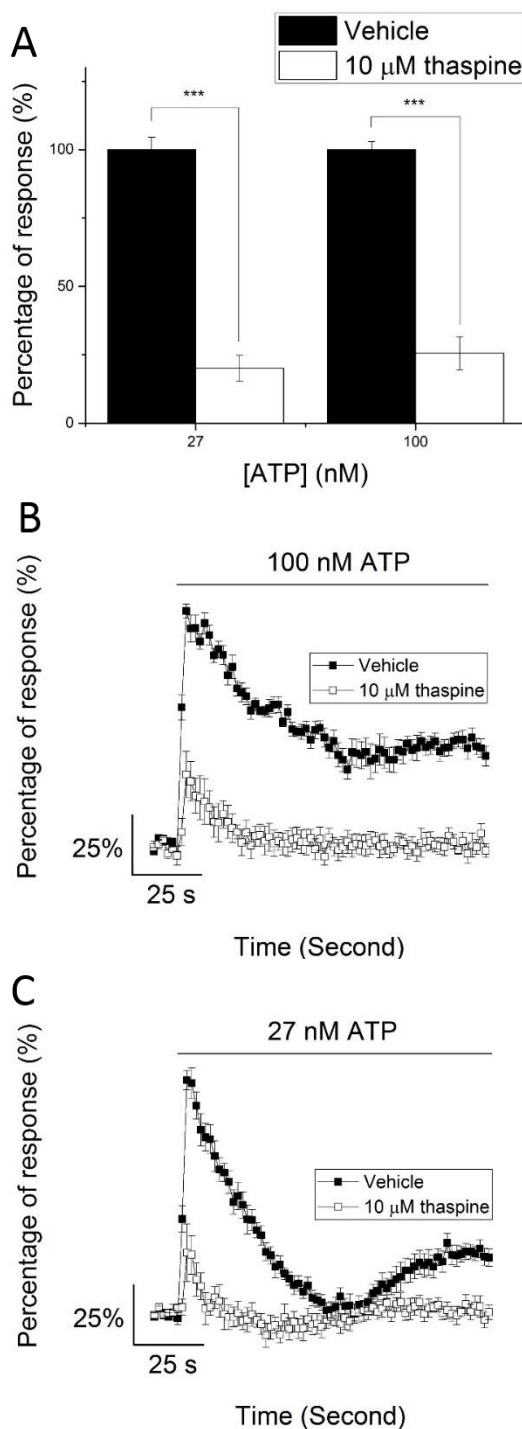 A
Vehicle
10 μM thaspine
***
***
Percentage of response (%)
100
50
0
27
100
[ATP] (nM)
B
100 nM ATP
Percentage of response (%)
Vehicle
10 μM thaspine
25%
25 s
Time (Second)
C
27 nM ATP
Percentage of response (%)
Vehicle
10 μM thaspine
25%
25 s
Time (Second)